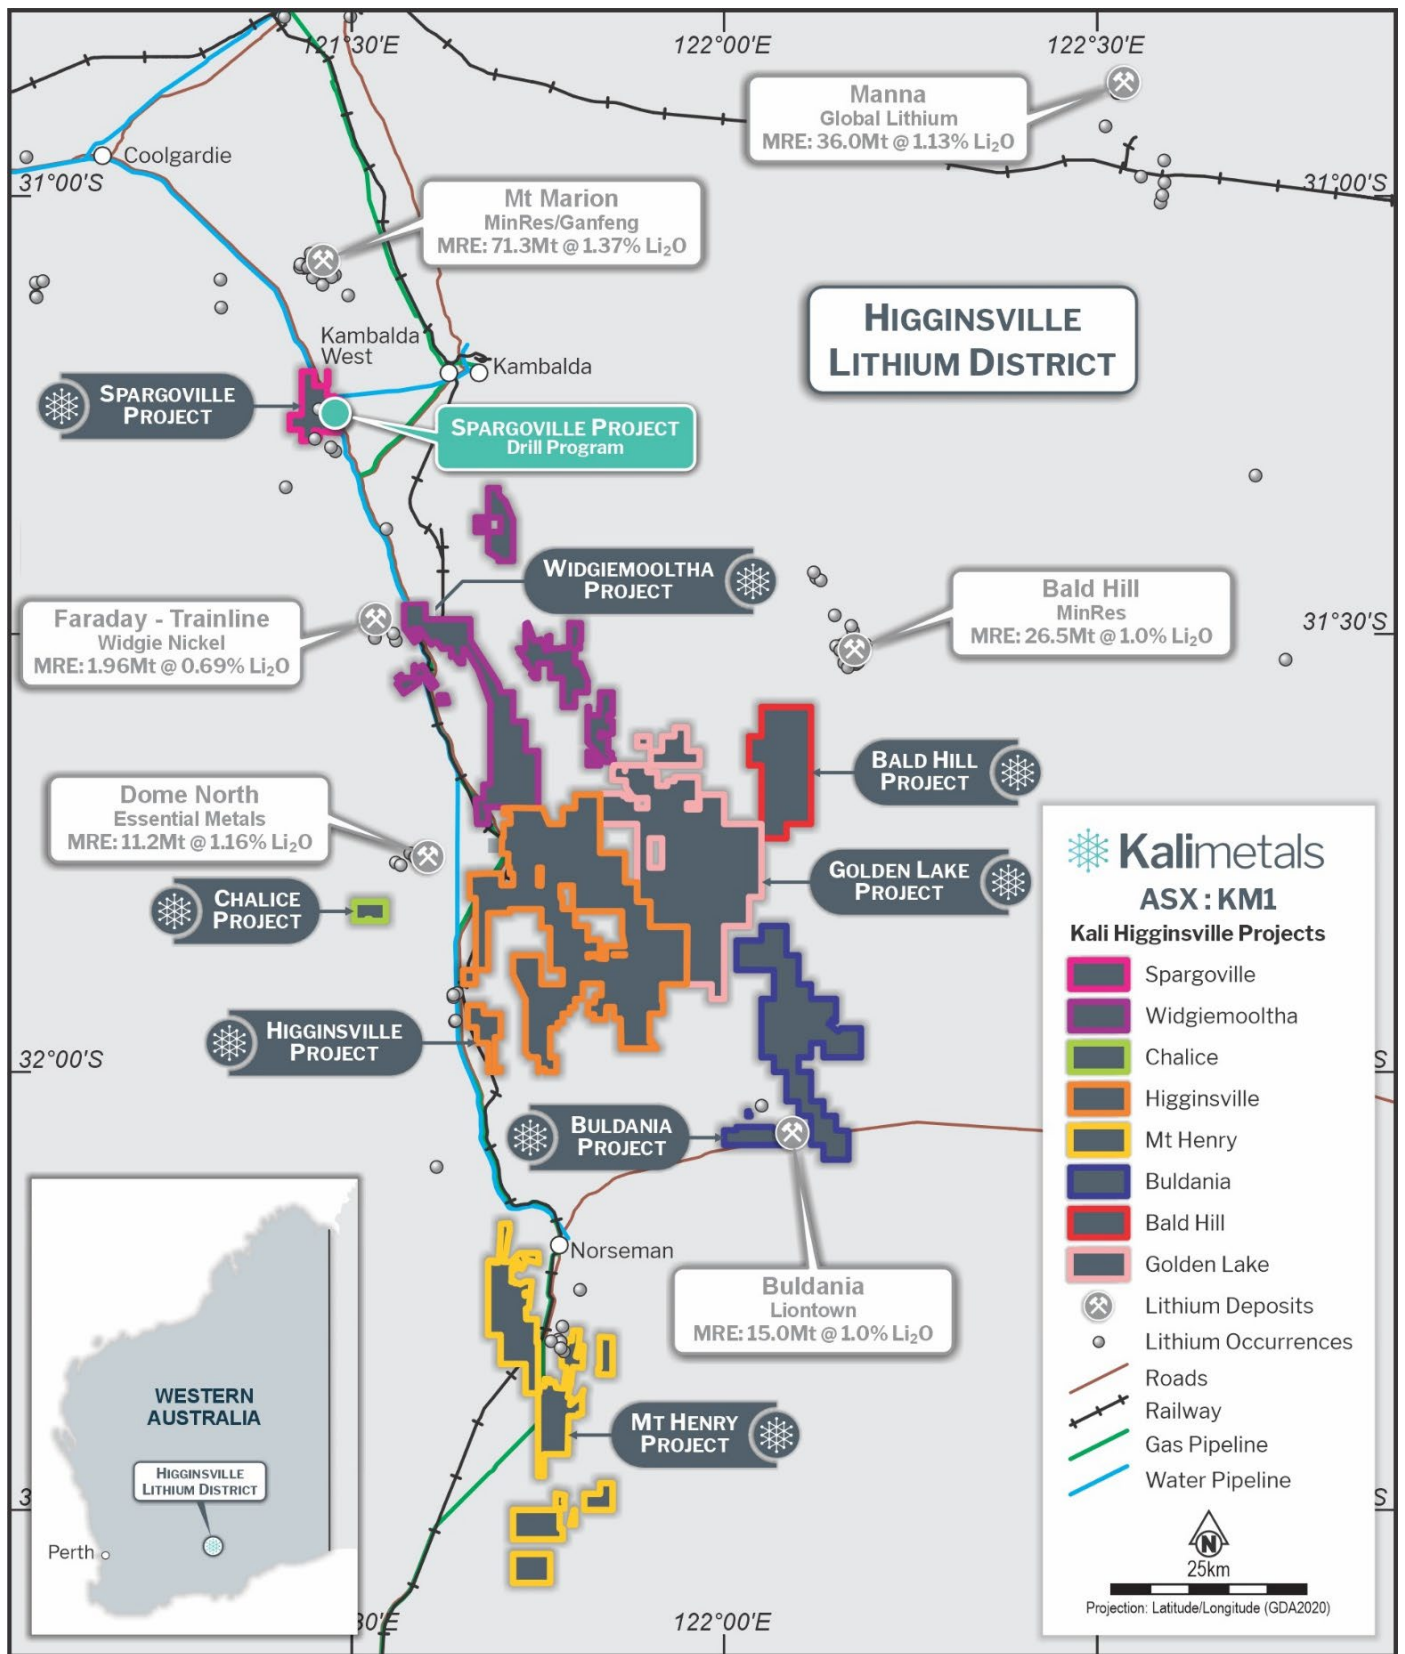 121°30'E
122°00'E
122°30'E
Manna
Global Lithium
MRE: 36.0Mt @ 1.13% Li₂O
Coolgardie
31°00'S
31°00'S
Mt Marion
MinRes/Ganfeng
MRE: 71.3Mt @ 1.37% Li₂O
HIGGINSVILLE
LITHIUM DISTRICT
Kambalda
West
Kambalda
SPARGOVILLE
PROJECT
SPARGOVILLE PROJECT
Drill Program
WIDGIEMOOLTHA
PROJECT
Bald Hill
MinRes
MRE: 26.5Mt @ 1.0% Li₂O
31°30'S
Faraday - Trainline
Widgie Nickel
MRE: 1.96Mt @ 0.69% Li₂O
BALD HILL
PROJECT
Dome North
Essential Metals
MRE: 11.2Mt @ 1.16% Li₂O
GOLDEN LAKE
PROJECT
CHALICE
PROJECT
HIGGINSVILLE
PROJECT
32°00'S
S
BULDANIA
PROJECT
Norseman
Buldania
Liontown
MRE: 15.0Mt @ 1.0% Li₂O
MT HENRY
PROJECT
3
S
30'E
122°00'E
WESTERN
AUSTRALIA
HIGGINSVILLE
LITHIUM DISTRICT
Perth
Kalimetals
ASX : KM1
Kali Higginsville Projects
Spargoville
Widgiemooltha
Chalice
Higginsville
Mt Henry
Buldania
Bald Hill
Golden Lake
Lithium Deposits
Lithium Occurrences
Roads
Railway
Gas Pipeline
Water Pipeline
N
25km
Projection: Latitude/Longitude (GDA2020)